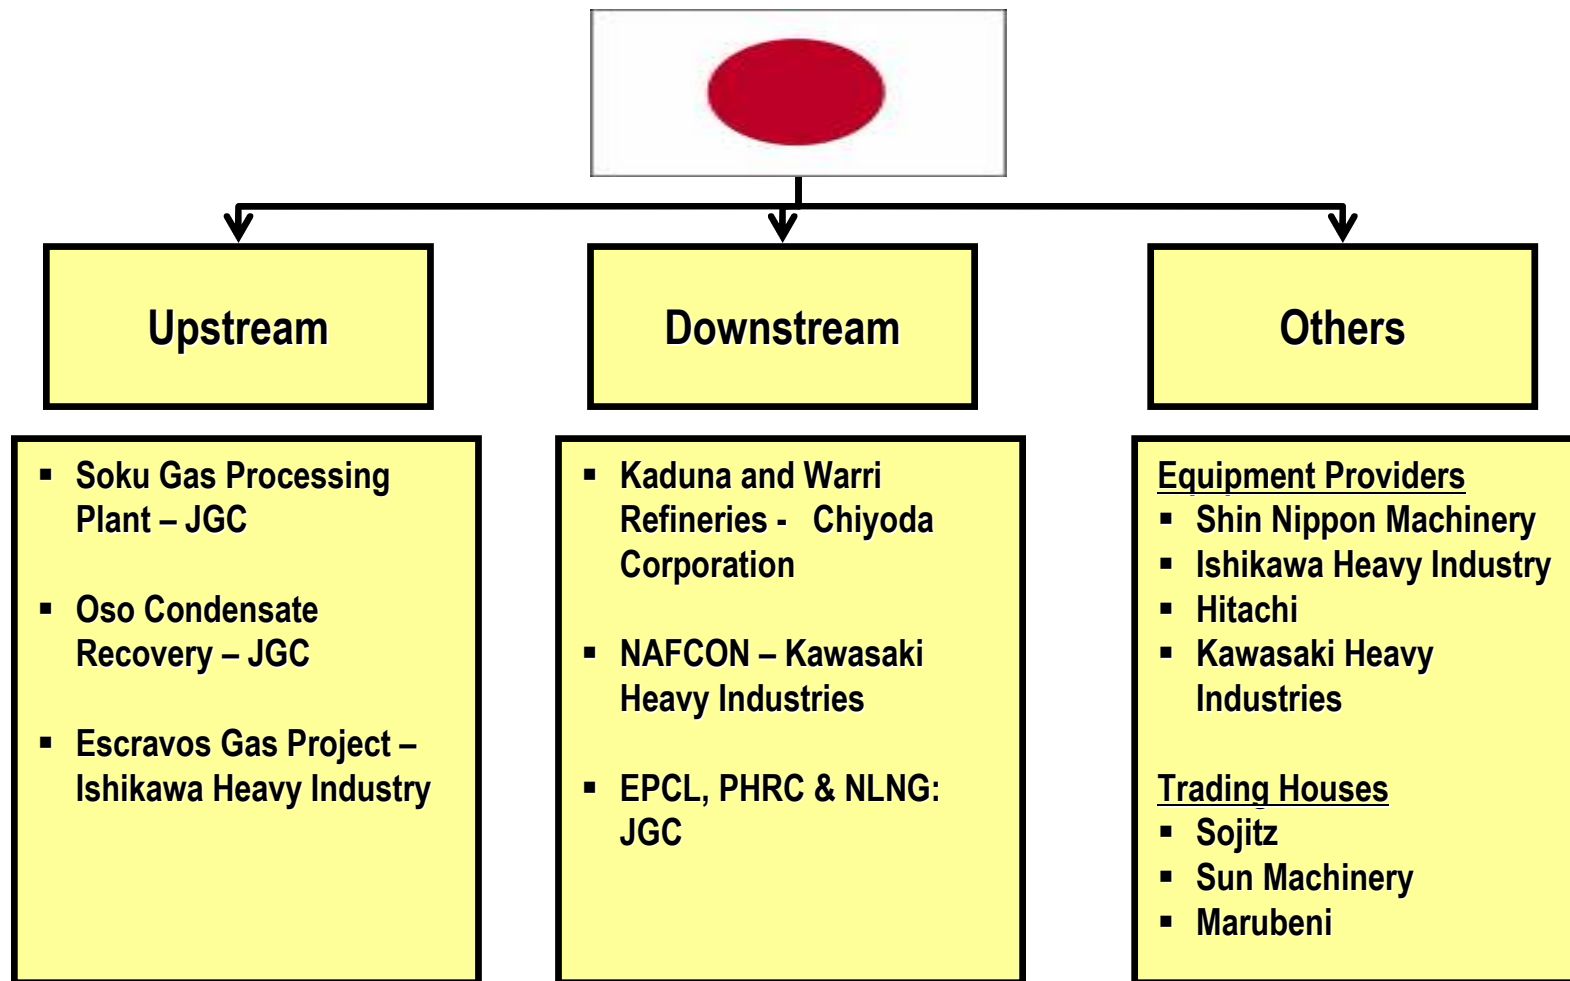 Upstream
Downstream
Others
▪ Soku Gas Processing
Plant – JGC
▪ Oso Condensate
Recovery – JGC
▪ Escravos Gas Project –
Ishikawa Heavy Industry
▪ Kaduna and Warri
Refineries - Chiyoda
Corporation
▪ NAFCON – Kawasaki
Heavy Industries
▪ EPCL, PHRC & NLNG:
JGC
Equipment Providers
▪ Shin Nippon Machinery
▪ Ishikawa Heavy Industry
▪ Hitachi
▪ Kawasaki Heavy
Industries
Trading Houses
▪ Sojitz
▪ Sun Machinery
▪ Marubeni